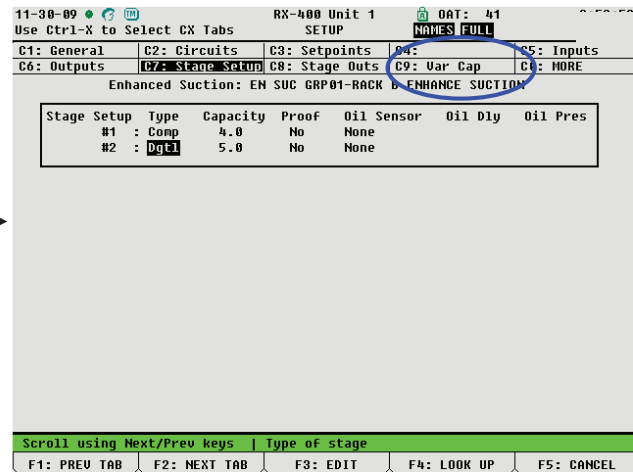 11-30-09 RX-400 Unit 1 OAT: 41
Use Ctrl-X to Select CX Tabs SETUP NAMES FULL
C1: General C2: Circuits C3: Setpoints C4: C5: Inputs
C6: Outputs C7: Stage Setup C8: Stage Outs C9: Var Cap C0: MORE
Enhanced Suction: EN SUC GRP01-RACK B ENHANCE SUCTION
Stage Setup Type Capacity Proof Oil Sensor Oil Dly Oil Pres
#1 : Comp 4.0 No None
#2 : Dgtl 5.0 No None
Scroll using Next/Prev keys | Type of stage
F1: PREV TAB F2: NEXT TAB F3: EDIT F4: LOOK UP F5: CANCEL